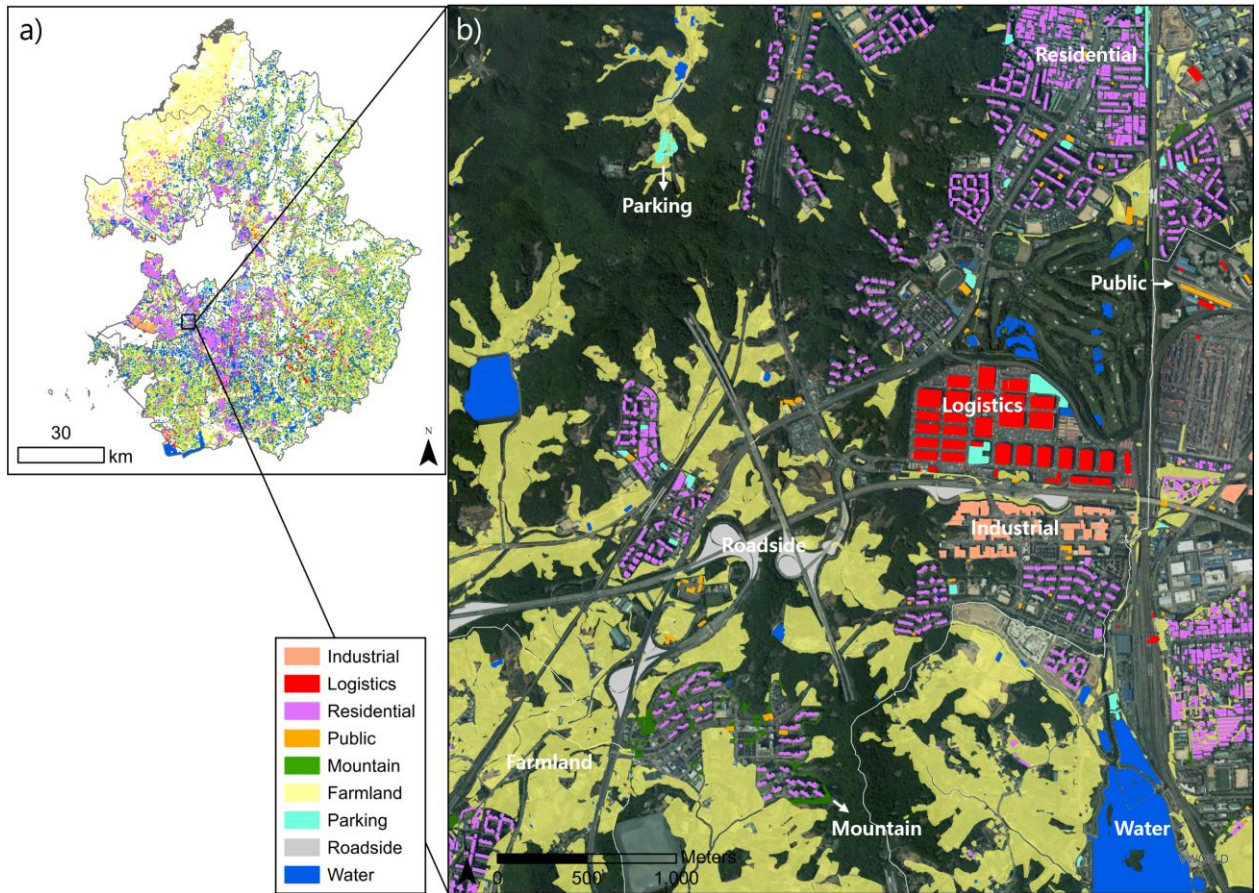 a)
N
30
km
Industrial
Logistics
Residential
Public
Mountain
Farmland
Parking
Roadside
Water
b)
Residential
Parking
Public
Logistics
Industrial
Roadside
Farmland
Mountain
Water
Meters
0 500 1,000